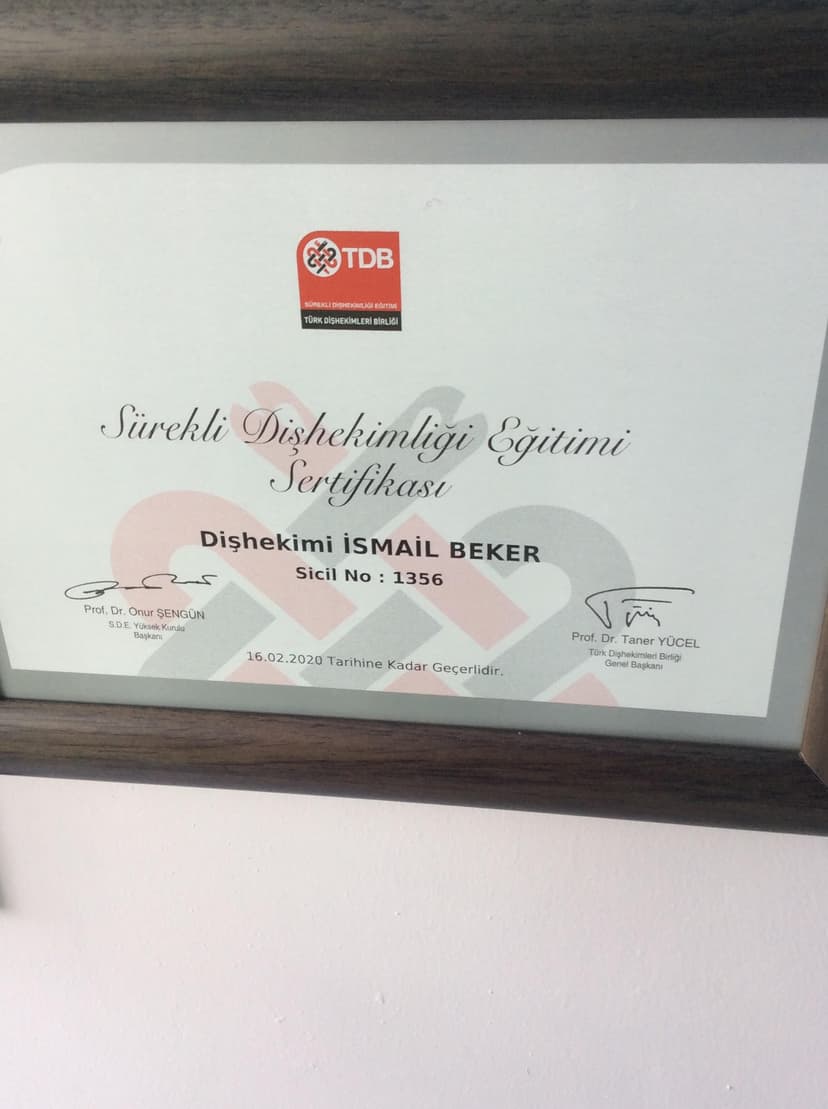 TDB
SÜREKLİ DİŞHEKİMLİĞİ EĞİTİMİ
TÜRK DİŞHEKİMLERİ BİRLİĞİ
Sürekli Dişhekimliği Eğitimi
Sertifikası
Dişhekimi İSMAİL BEKER
Sicil No : 1356
Prof. Dr. Onur ŞENGÜN
S.D.E. Yüksek Kurulu
Başkanı
Prof. Dr. Taner YÜCEL
Türk Dişhekimleri Birliği
Genel Başkanı
16.02.2020 Tarihine Kadar Geçerlidir.